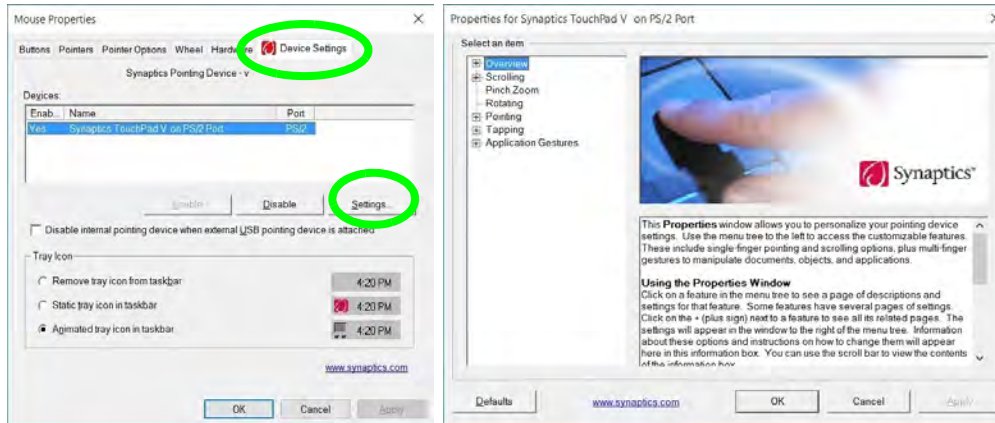 Mouse Properties
Buttons Pointers Pointer Options Wheel Hardware Device Settings
Synaptics Pointing Device - v
Devices:
Enab... Name Port
Yes Synaptics TouchPad V on PS/2 Port PS/2
Enable Disable Settings...
Disable internal pointing device when external USB pointing device is attached
Tray Icon
Remove tray icon from taskbar 4:20 PM
Static tray icon in taskbar 4:20 PM
Animated tray icon in taskbar 4:20 PM
www.synaptics.com
OK Cancel Apply
Properties for Synaptics TouchPad V on PS/2 Port
Select an item
Overview
Scrolling
Pinch Zoom
Rotating
Pointing
Tapping
Application Gestures
Synaptics™
This Properties window allows you to personalize your pointing device
settings. Use the menu tree to the left to access the customizable features.
These include single-finger pointing and scrolling options, plus multi-finger
gestures to manipulate documents, objects, and applications.
Using the Properties Window
Click on a feature in the menu tree to see a page of descriptions and
settings for that feature. Some features have several pages of settings.
Click on the + (plus sign) next to a feature to see all its related pages. The
settings will appear in the window to the right of the menu tree. Information
about these options and instructions on how to change them will appear
here in this information box. You can use the scroll bar to view the contents
of the information box.
Defaults www.synaptics.com OK Cancel Apply